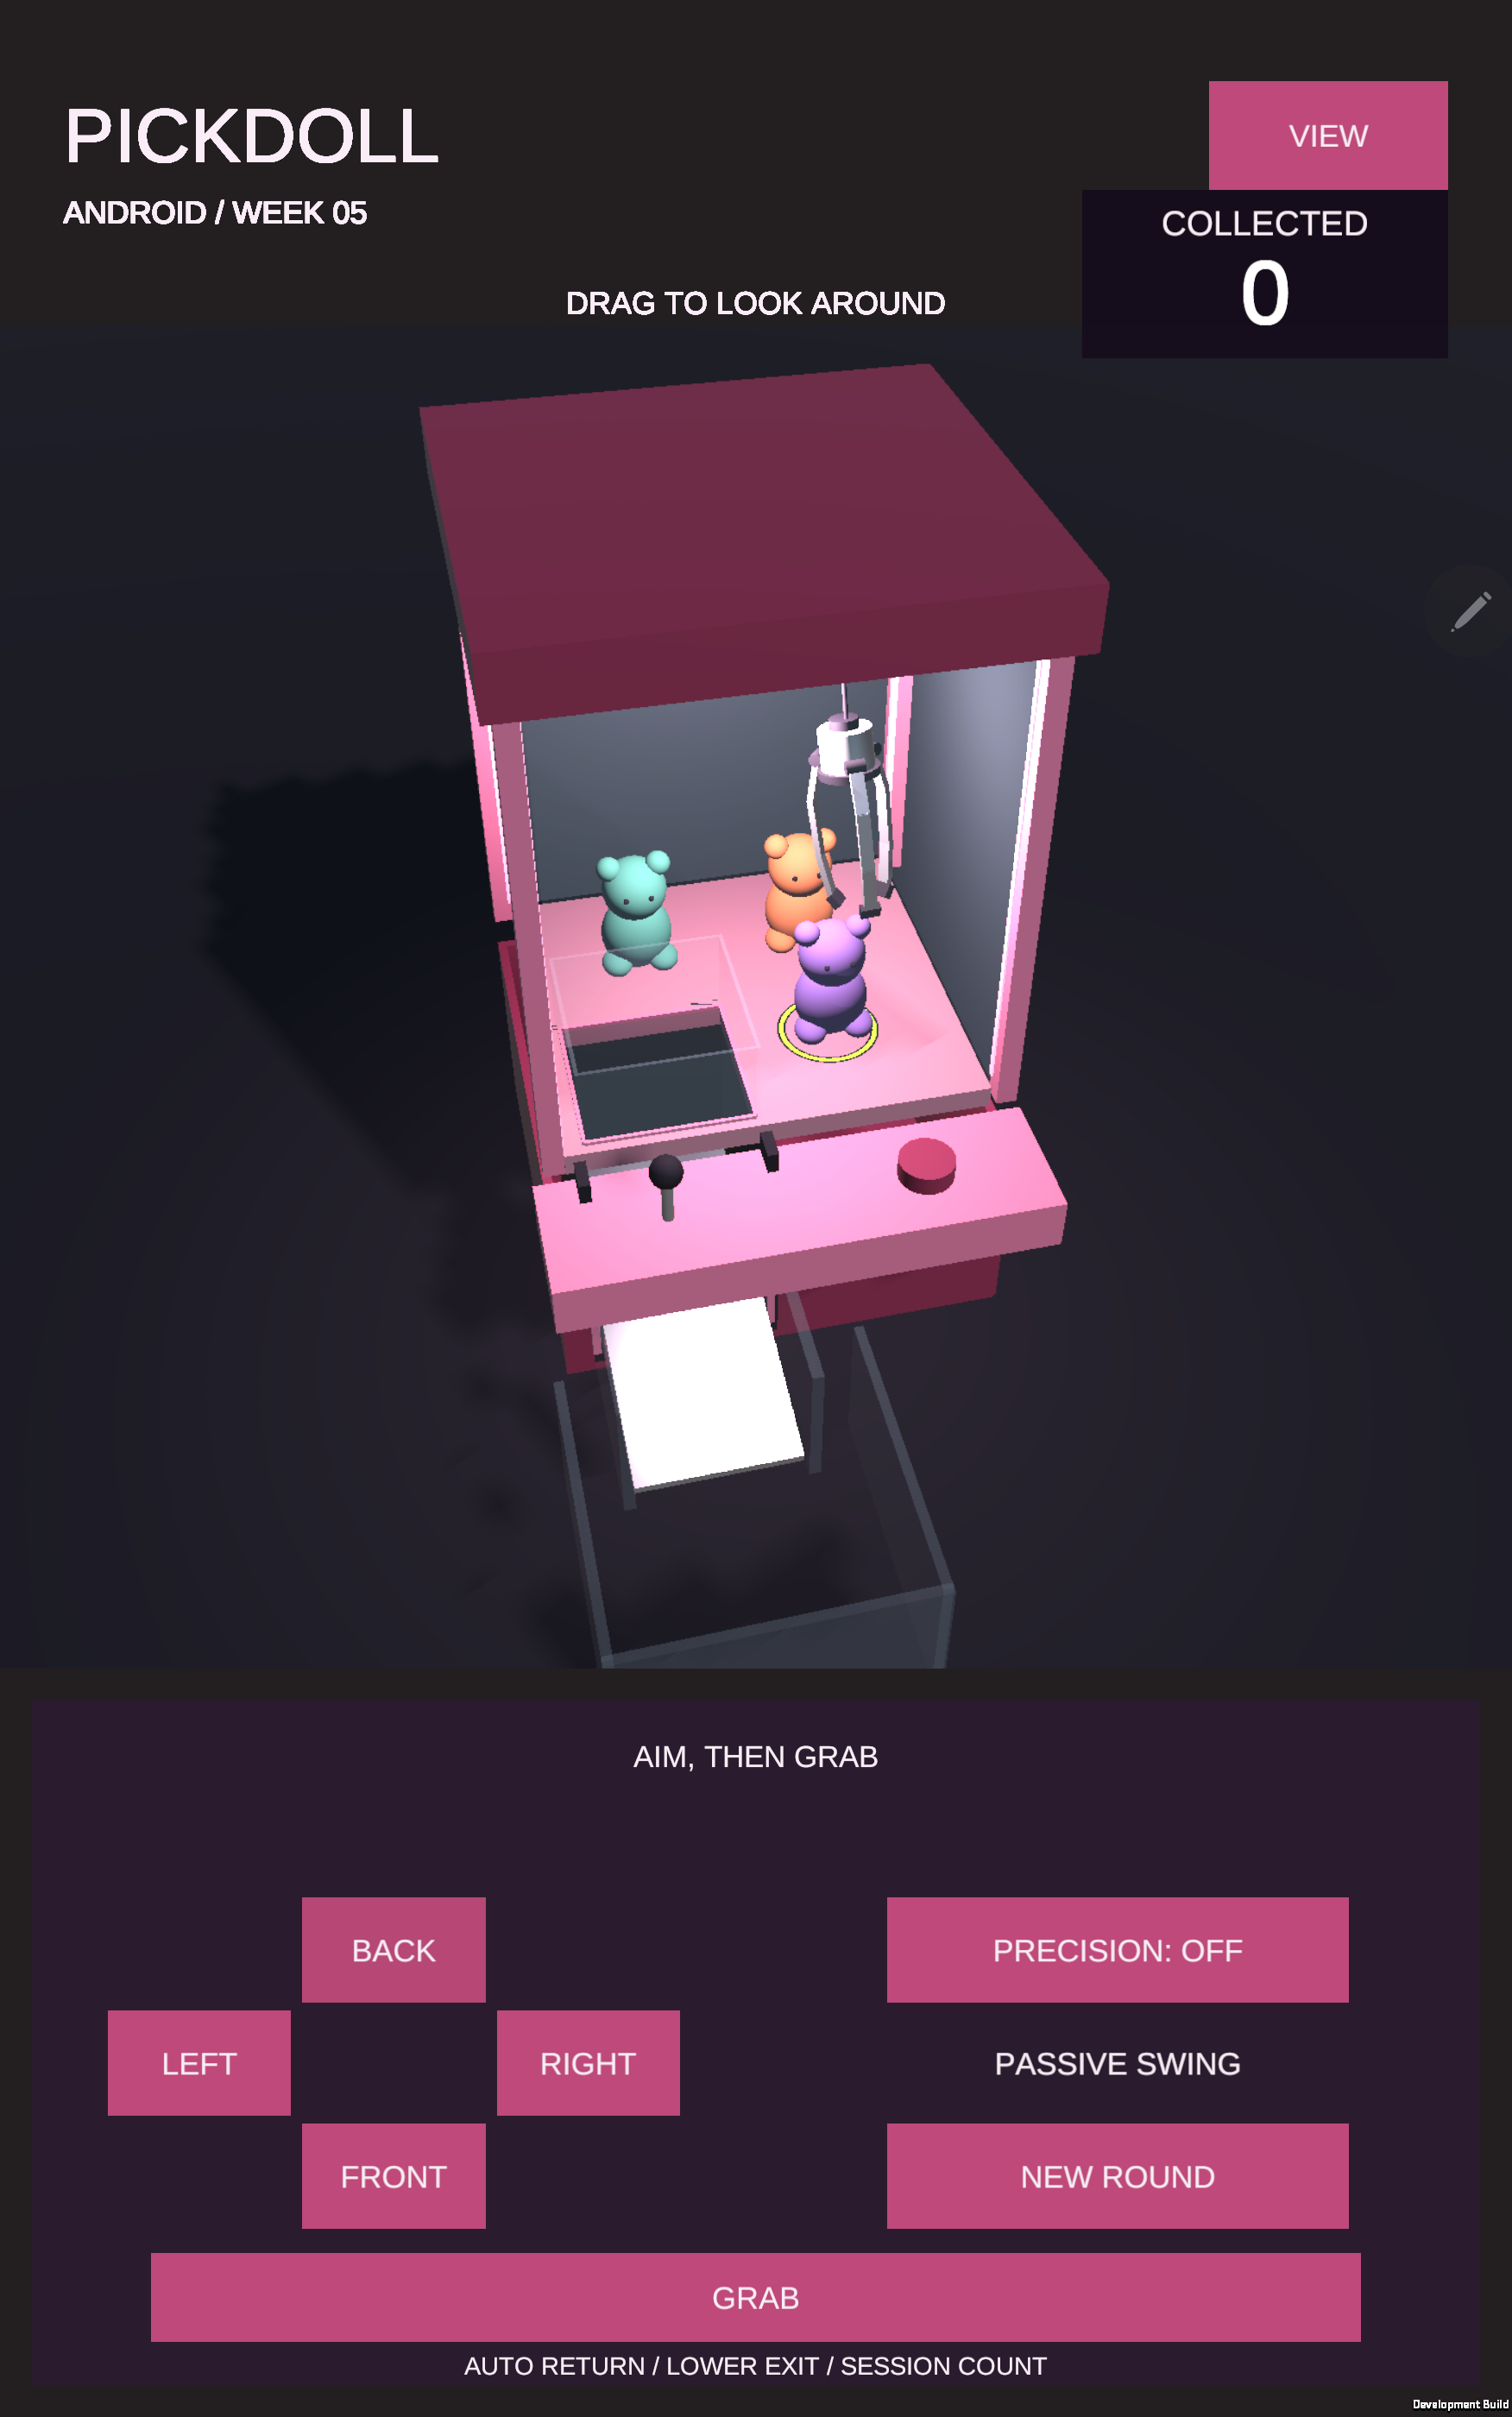 PICKDOLL
VIEW
ANDROID / WEEK 05
COLLECTED
0
DRAG TO LOOK AROUND
AIM, THEN GRAB
BACK
PRECISION: OFF
LEFT
RIGHT
PASSIVE SWING
FRONT
NEW ROUND
GRAB
AUTO RETURN / LOWER EXIT / SESSION COUNT
Development Build